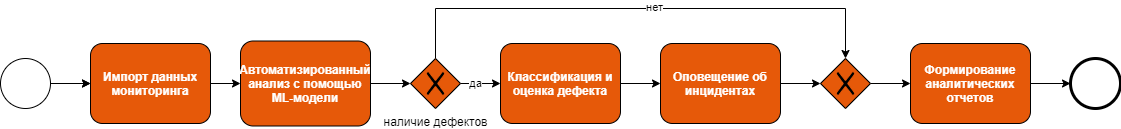 нет
Импорт данных
мониторинга
Автоматизированный
анализ с помощью
ML-модели
наличие дефектов
да
Классификация и
оценка дефекта
Оповещение об
инцидентах
Формирование
аналитических
отчетов